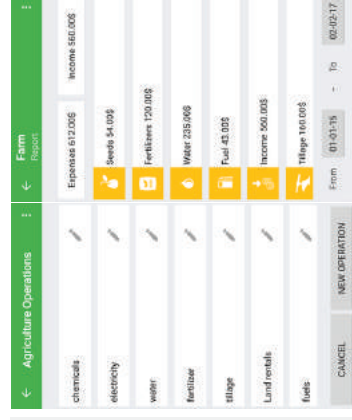 Farm
Report
Expenses 612.00$
Income 560.00$
Seeds 54.00$
Fertilizers 120.00$
Water 235.00$
Fuel 43.00$
Income 560.00$
Tillage 160.00$
From 01-01-15 - To 02-02-17
Agriculture Operations
chemicals
electricity
water
fertilizer
tillage
Land rentals
fuels
CANCEL
NEW OPERATION